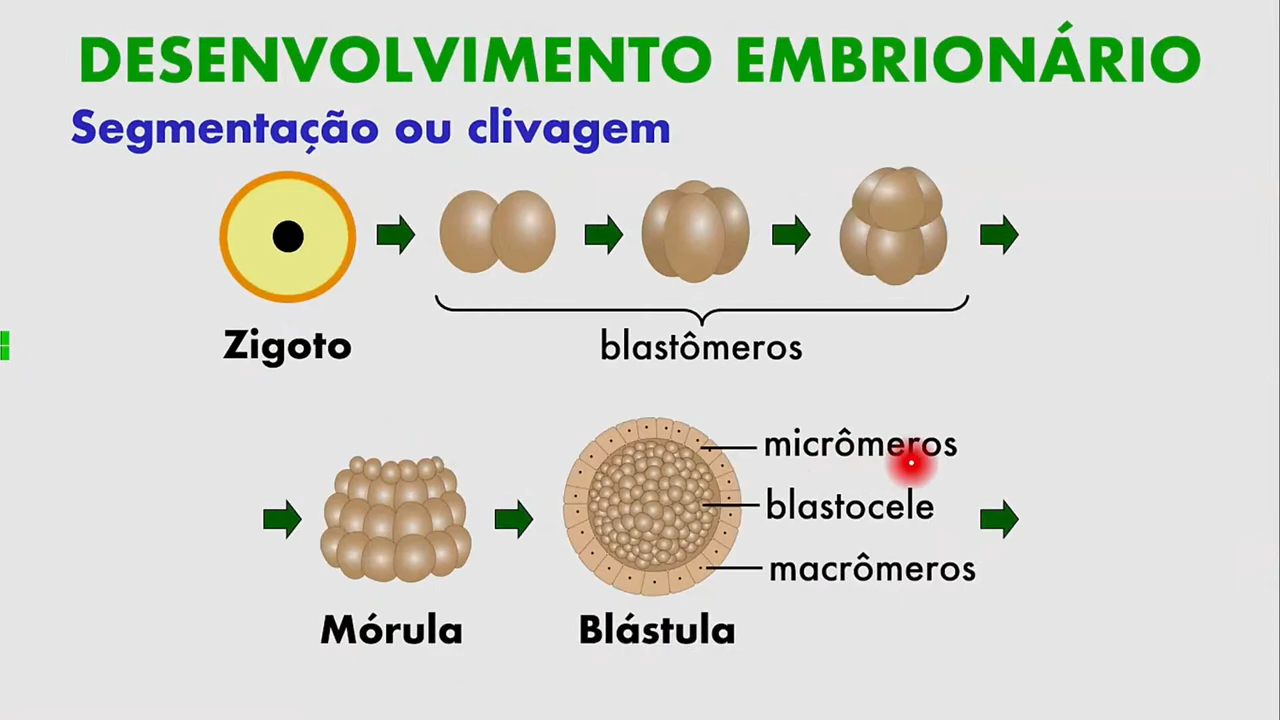 DESENVOLVIMENTO EMBRIONÁRIO
Segmentação ou clivagem
Zigoto
blastômeros
micrômeros
blastocele
macrômeros
Mórula
Blástula